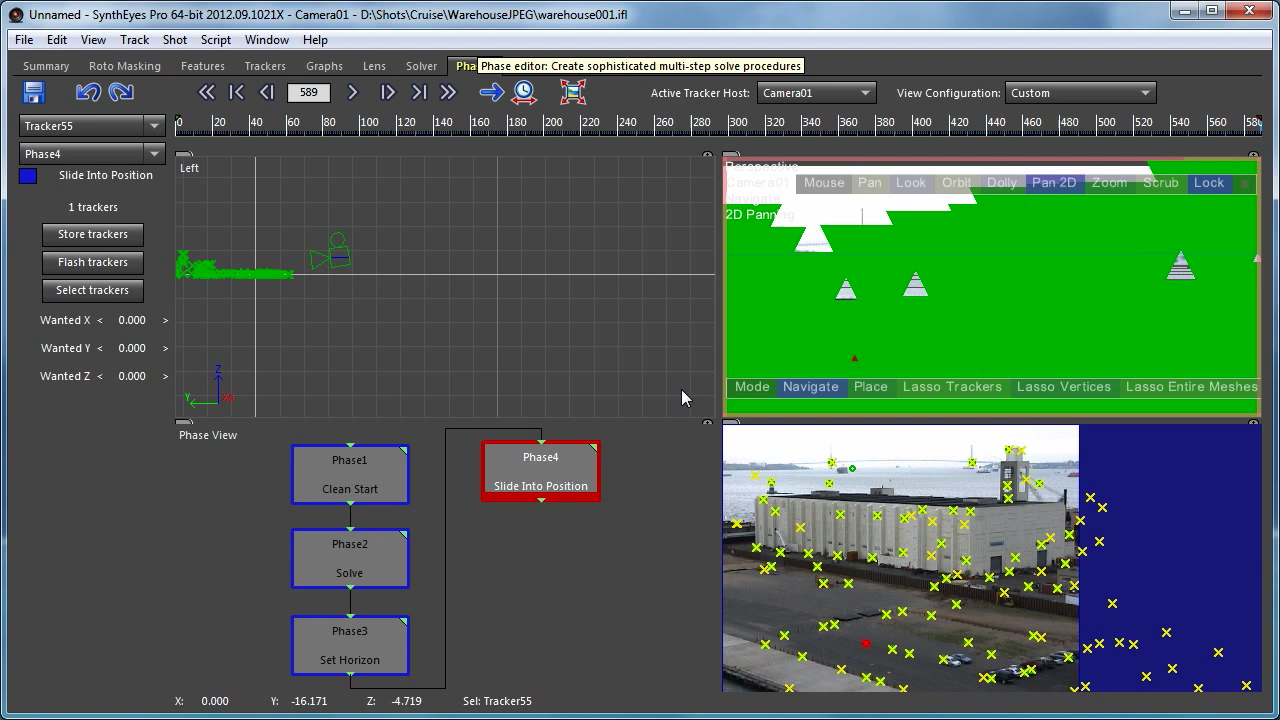 Unnamed - SynthEyes Pro 64-bit 2012.09.1021X - Camera01 - D:\Shots\Cruise\WarehouseJPEG\warehouse001.ifl
File Edit View Track Shot Script Window Help
Summary Roto Masking Features Trackers Graphs Lens Solver Pha
Phase editor: Create sophisticated multi-step solve procedures
589 Active Tracker Host: Camera01 View Configuration: Custom
Tracker55
0 20 40 60 80 100 120 140 160 180 200 220 240 260 280 300 320 340 360 380 400 420 440 460 480 500 520 540 560 580
Phase4
Slide Into Position
1 trackers
Store trackers
Flash trackers
Select trackers
Wanted X < 0.000 >
Wanted Y < 0.000 >
Wanted Z < 0.000 >
Left
Z
Y
Perspective
Camera01 Mouse Pan Look Orbit Dolly Pan 2D Zoom Scrub Lock
Navigate
2D Panning
Mode Navigate Place Lasso Trackers Lasso Vertices Lasso Entire Meshes
Phase View
Phase1
Clean Start
Phase2
Solve
Phase3
Set Horizon
Phase4
Slide Into Position
X: 0.000 Y: -16.171 Z: -4.719 Sel: Tracker55